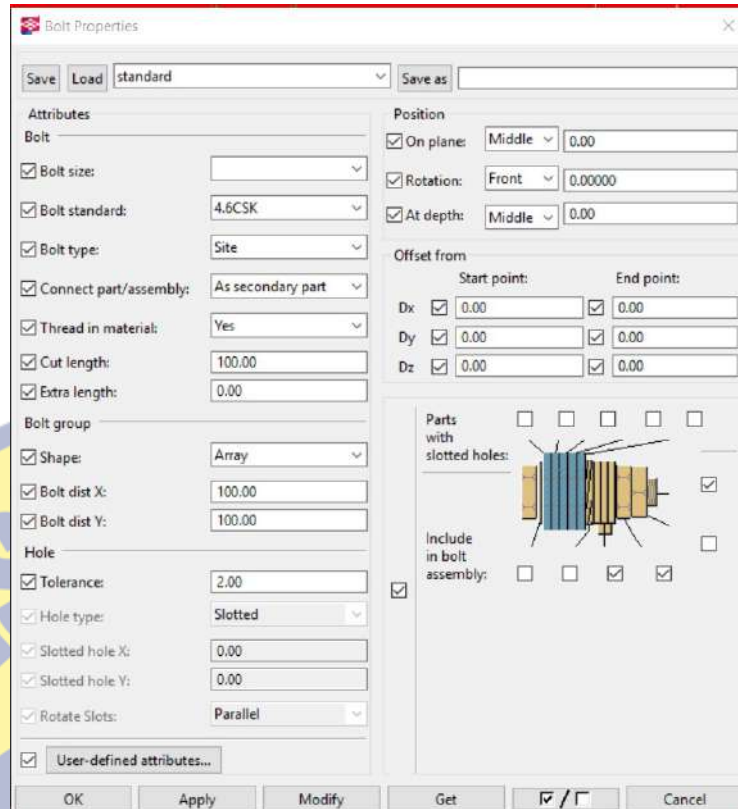 Bolt Properties
Save Load standard Save as
Attributes
Bolt
Bolt size:
Bolt standard: 4.6CSK
Bolt type: Site
Connect part/assembly: As secondary part
Thread in material: Yes
Cut length: 100.00
Extra length: 0.00
Bolt group
Shape: Array
Bolt dist X: 100.00
Bolt dist Y: 100.00
Hole
Tolerance: 2.00
Hole type: Slotted
Slotted hole X: 0.00
Slotted hole Y: 0.00
Rotate Slots: Parallel
User-defined attributes...
Position
On plane: Middle 0.00
Rotation: Front 0.00000
At depth: Middle 0.00
Offset from
Start point: End point:
Dx 0.00 0.00
Dy 0.00 0.00
Dz 0.00 0.00
Parts
with
slotted holes:
Include
in bolt
assembly:
OK Apply Modify Get / Cancel